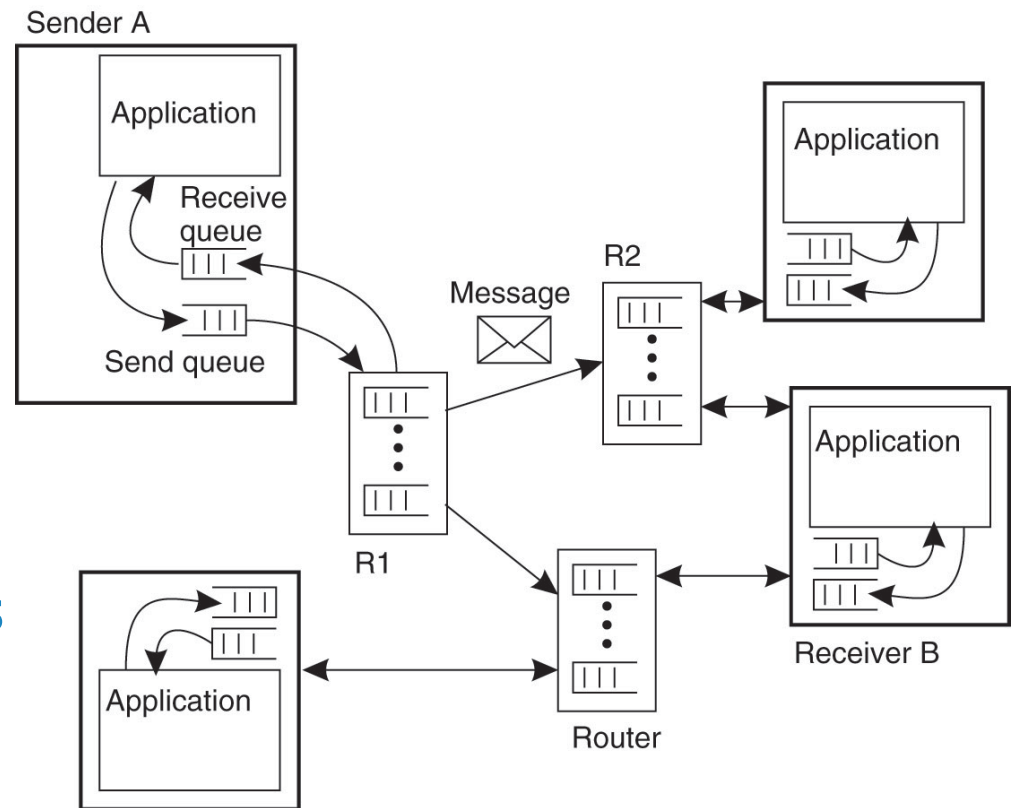 Sender A
Application
Receive
queue
Send queue
Message
R2
Application
R1
s
Application
Receiver B
Application
Router